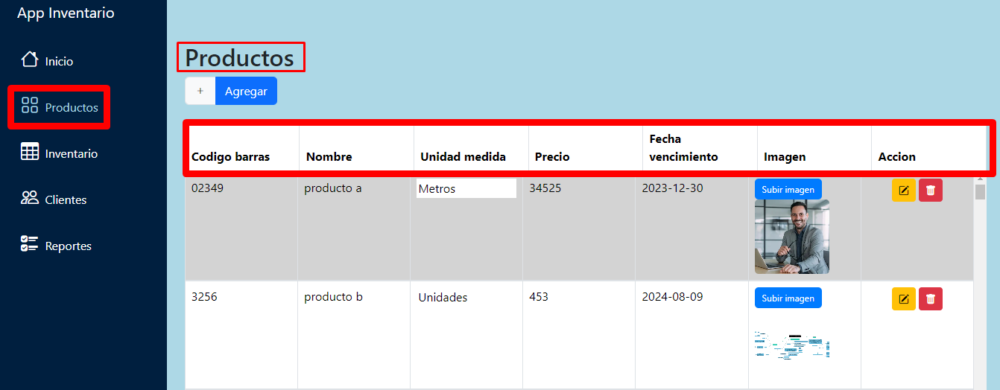 App Inventario
Inicio
Productos
Inventario
Clientes
Reportes
Productos
+ Agregar
Codigo barras Nombre Unidad medida Precio Fecha vencimiento Imagen Accion
02349 producto a Metros 34525 2023-12-30 Subir imagen
3256 producto b Unidades 453 2024-08-09 Subir imagen